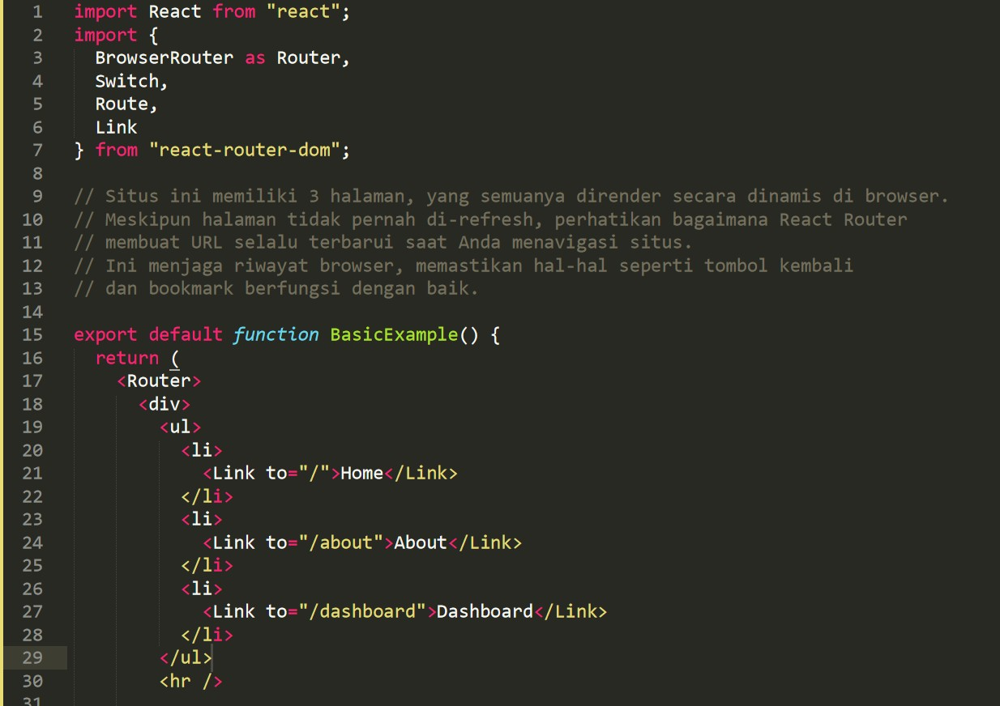 1 import React from "react";
2 import {
3 BrowserRouter as Router,
4 Switch,
5 Route,
6 Link
7 } from "react-router-dom";
8
9 // Situs ini memiliki 3 halaman, yang semuanya dirender secara dinamis di browser.
10 // Meskipun halaman tidak pernah di-refresh, perhatikan bagaimana React Router
11 // membuat URL selalu terbarui saat Anda menavigasi situs.
12 // Ini menjaga riwayat browser, memastikan hal-hal seperti tombol kembali
13 // dan bookmark berfungsi dengan baik.
14
15 export default function BasicExample() {
16 return (
17 <Router>
18 <div>
19 <ul>
20 <li>
21 <Link to="/">Home</Link>
22 </li>
23 <li>
24 <Link to="/about">About</Link>
25 </li>
26 <li>
27 <Link to="/dashboard">Dashboard</Link>
28 </li>
29 </ul>
30 <hr />
31